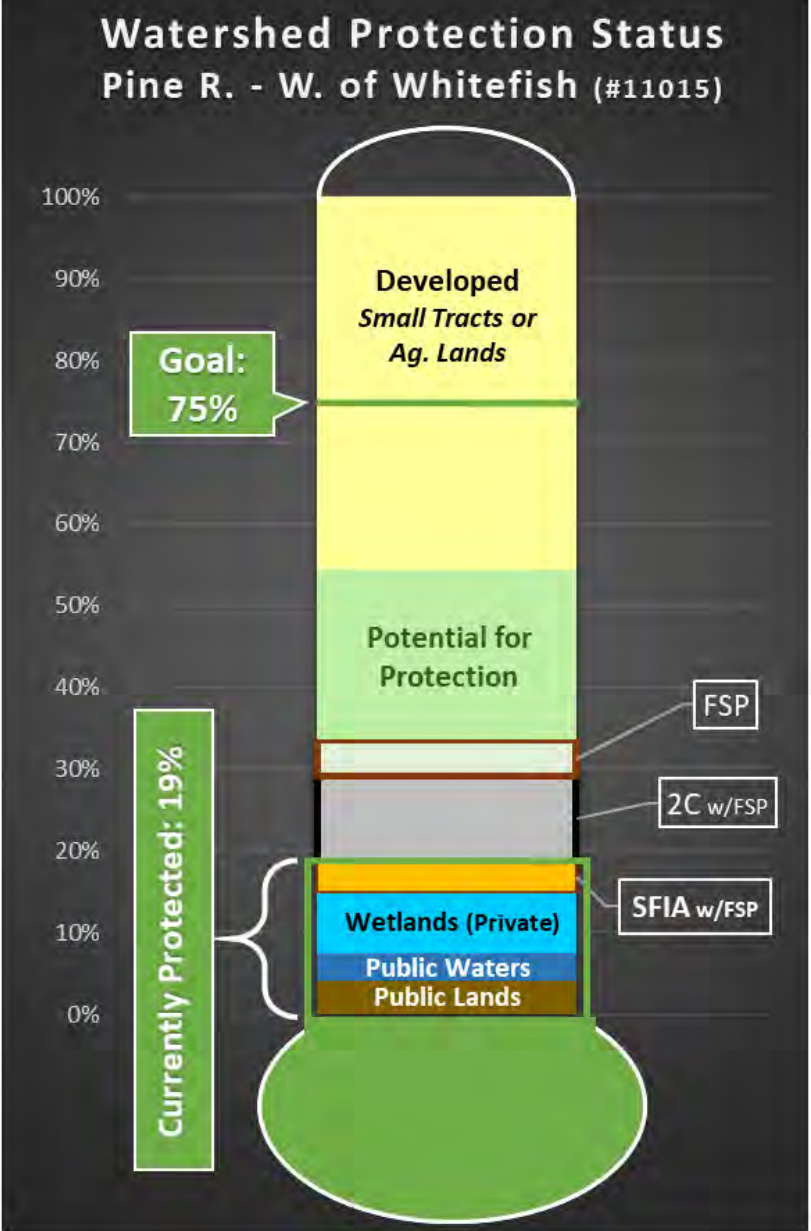 Watershed Protection Status
Pine R. - W. of Whitefish (#11015)
100%
90%
80%
70%
60%
50%
40%
30%
20%
10%
0%
Developed
Small Tracts or
Ag. Lands
Goal:
75%
Potential for
Protection
FSP
2C w/FSP
SFIA w/FSP
Currently Protected: 19%
Wetlands (Private)
Public Waters
Public Lands